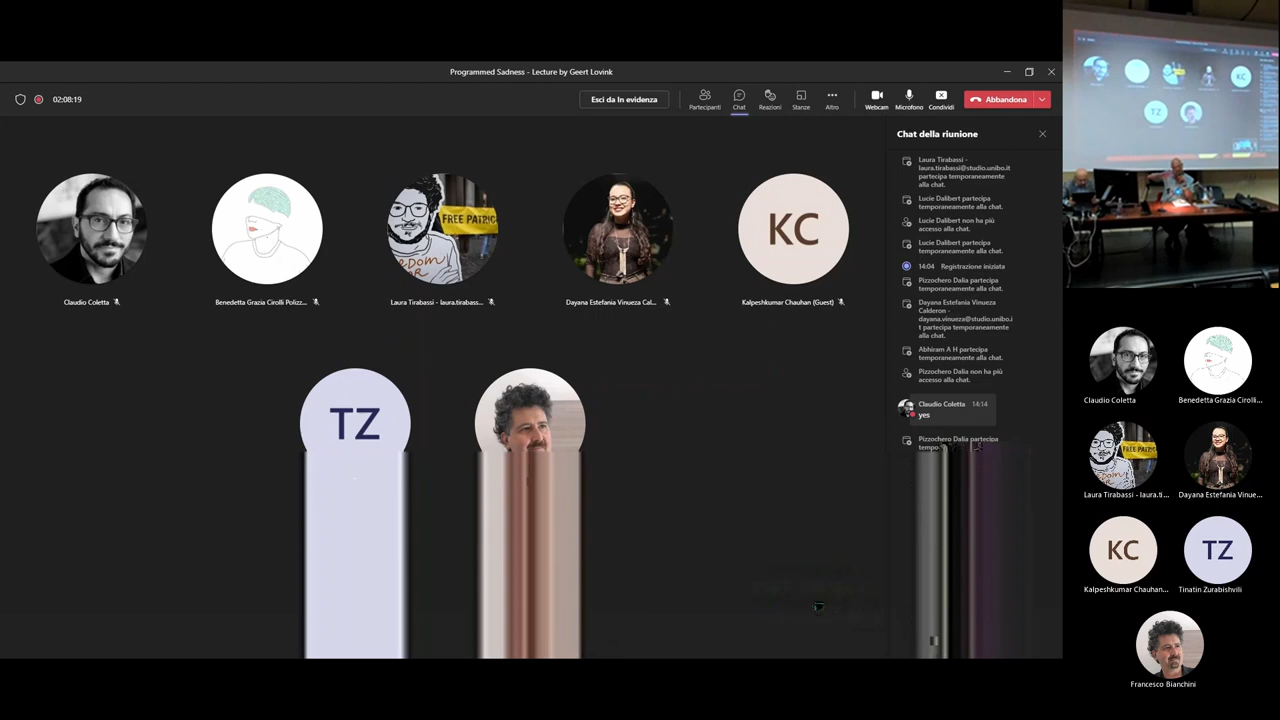 Programmed Sadness - Lecture by Geert Lovink
02:08:19
Esci da In evidenza
Partecipanti
Chat
Reazioni
Stanze
Altro
Webcam
Microfono
Condividi
Abbandona
Chat della riunione
Laura Tirabassi -
laura.tirabassi@studio.unibo.it
partecipa temporaneamente
alla chat.
Lucie Dalibert partecipa
temporaneamente alla chat.
Lucie Dalibert non ha più
accesso alla chat.
Lucie Dalibert partecipa
temporaneamente alla chat.
14:04 Registrazione iniziata
Pizzochero Dalia partecipa
temporaneamente alla chat.
Dayana Estefania Vinueza
Calderon -
dayana.vinueza@studio.unibo.i
t partecipa temporaneamente
alla chat.
Abhiram A H partecipa
temporaneamente alla chat.
Pizzochero Dalia non ha più
accesso alla chat.
Claudio Coletta 14:14
yes
Pizzochero Dalia partecipa
tempo
FREE PATRIC
KC
Claudio Coletta
Benedetta Grazia Cirolli Polizz...
Laura Tirabassi - laura.tirabass...
Dayana Estefania Vinueza Cal...
Kalpeshkumar Chauhan (Guest)
TZ
KC
TZ
Claudio Coletta
Benedetta Grazia Cirolli...
FREE PATRIC
Laura Tirabassi - laura.ti...
Dayana Estefania Vinue...
KC
TZ
Kalpeshkumar Chauhan...
Tinatin Zurabishvili
Francesco Bianchini